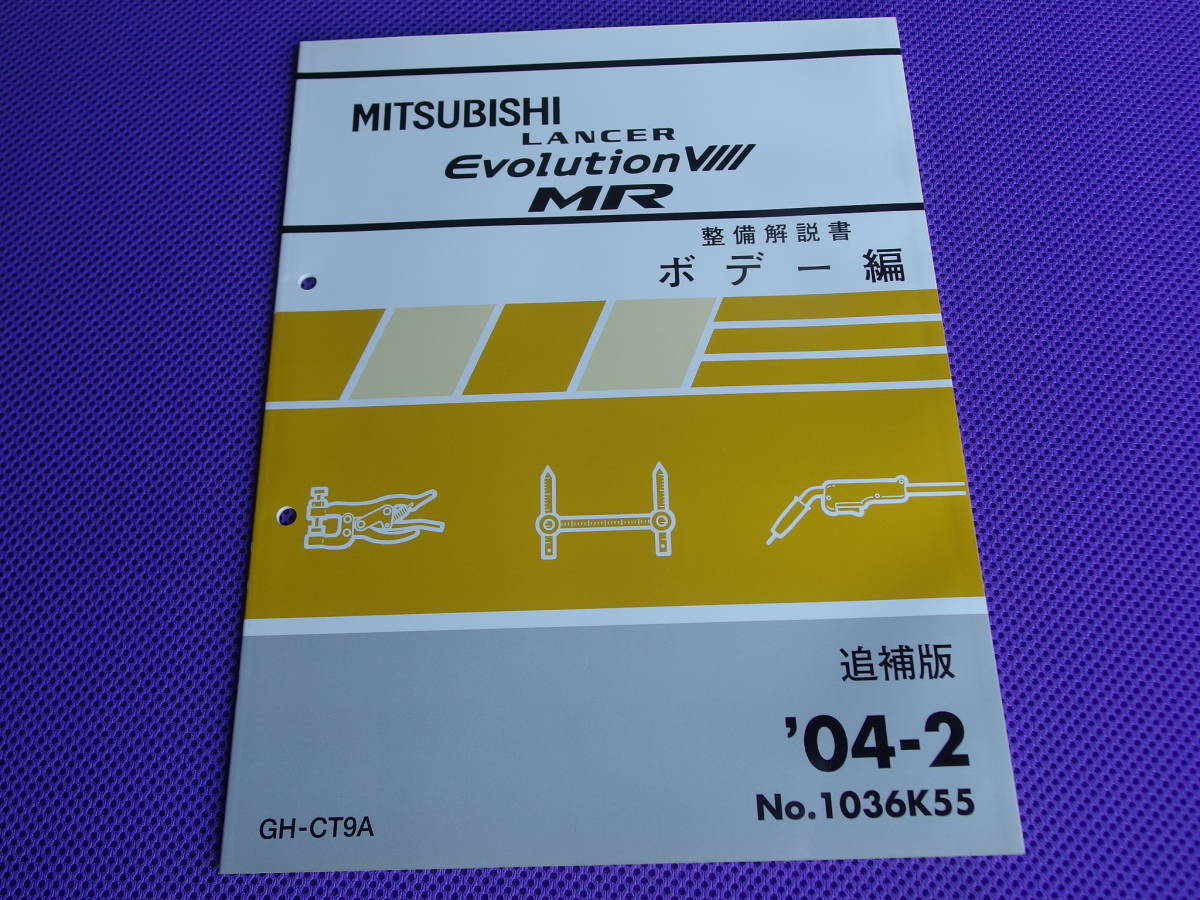 MITSUBISHI
LANCER
Evolution VIII
MR
整備解説書
ボデー編
追補版
'04-2
No.1036K55
GH-CT9A